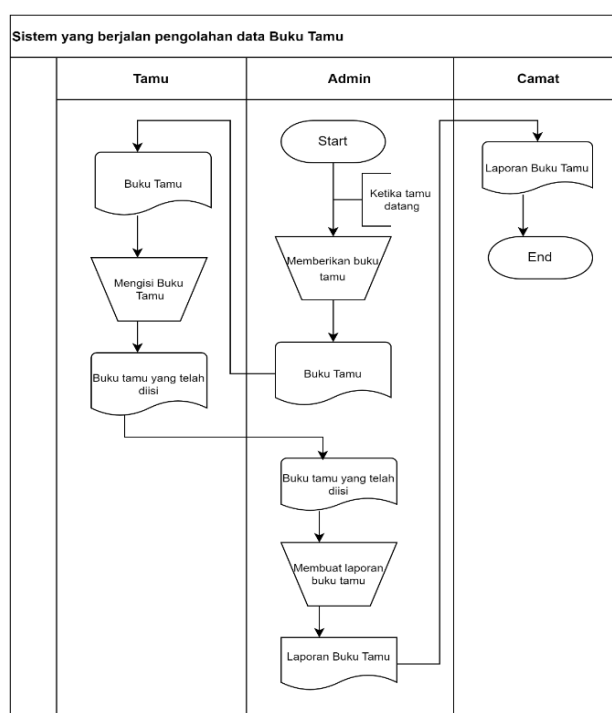 Sistem yang berjalan pengolahan data Buku Tamu
Tamu
Admin
Camat
Start
Ketika tamu
datang
Memberikan buku
tamu
Buku Tamu
Buku Tamu
Mengisi Buku
Tamu
Buku tamu yang telah
diisi
Buku tamu yang telah
diisi
Membuat laporan
buku tamu
Laporan Buku Tamu
Laporan Buku Tamu
End